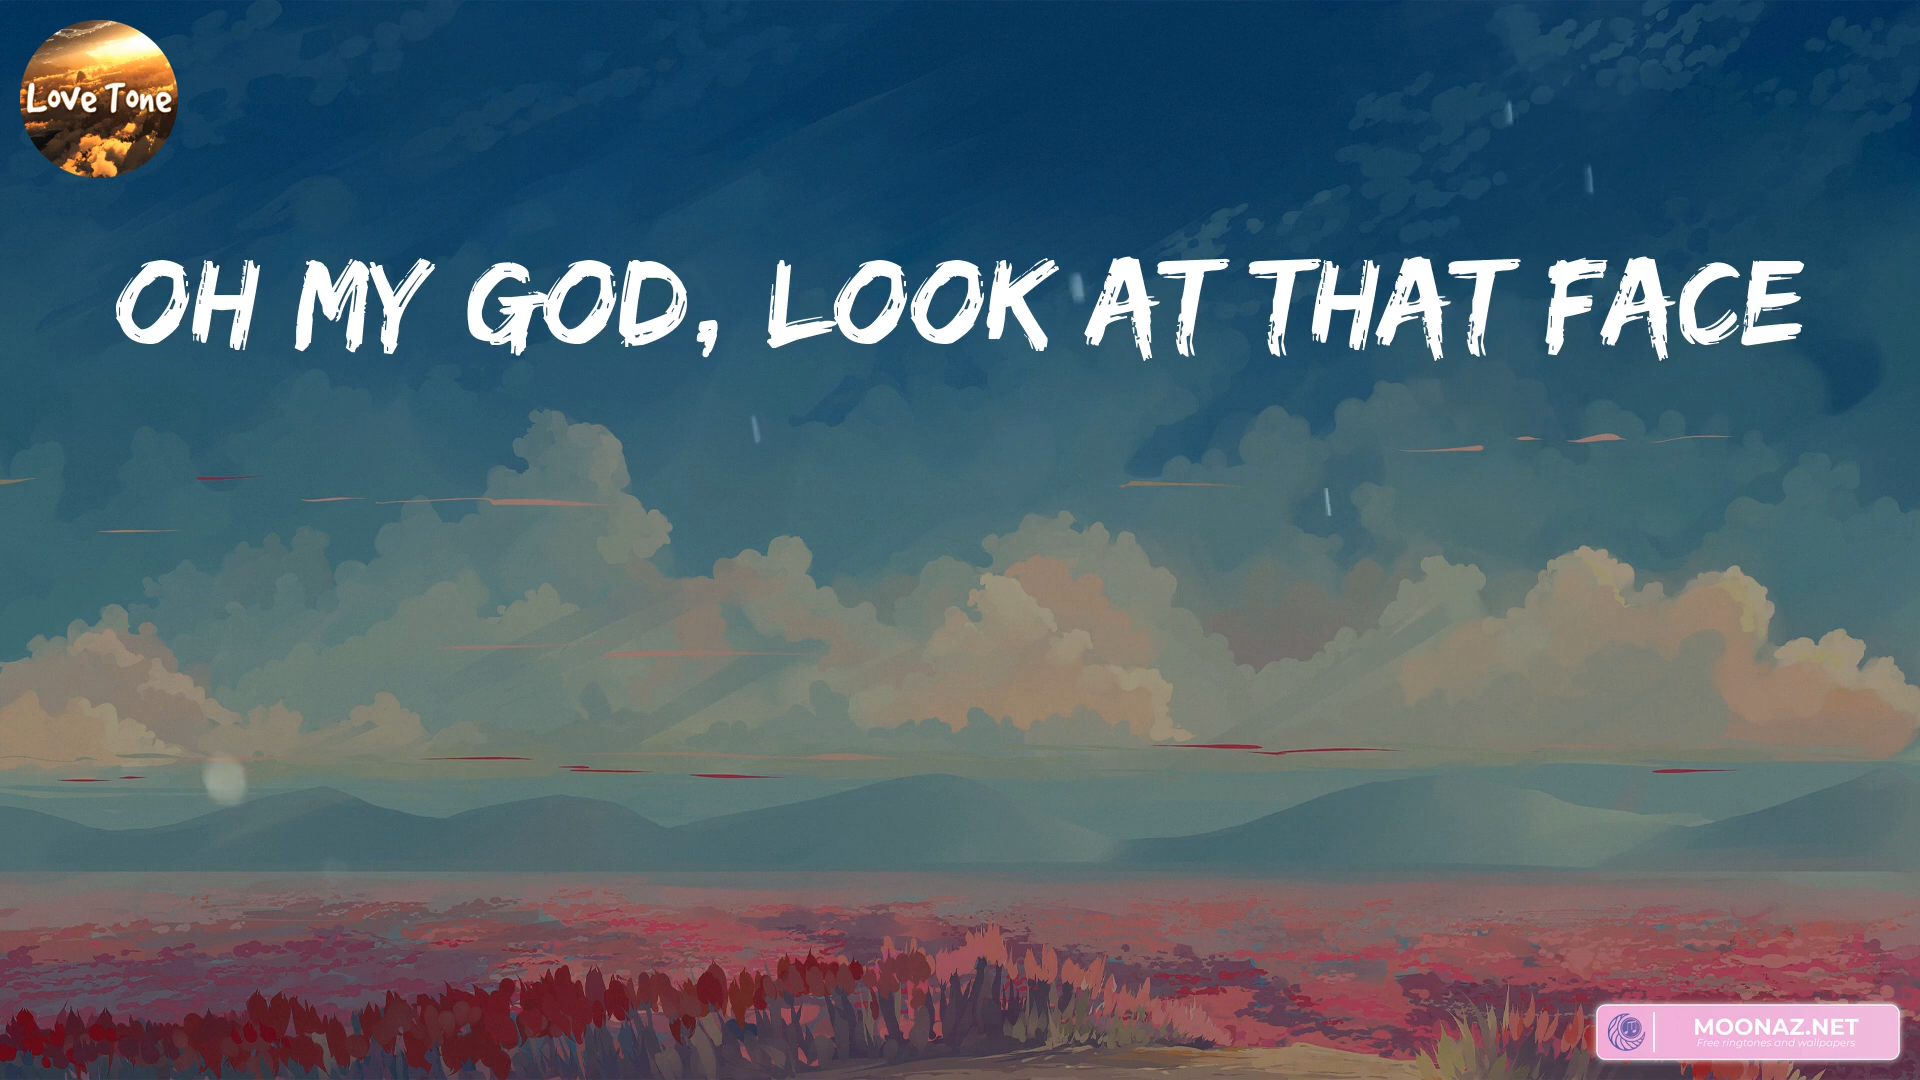 Love Tone
OH MY GOD, LOOK AT THAT FACE
MOONAZ.NET
Free ringtones and wallpapers